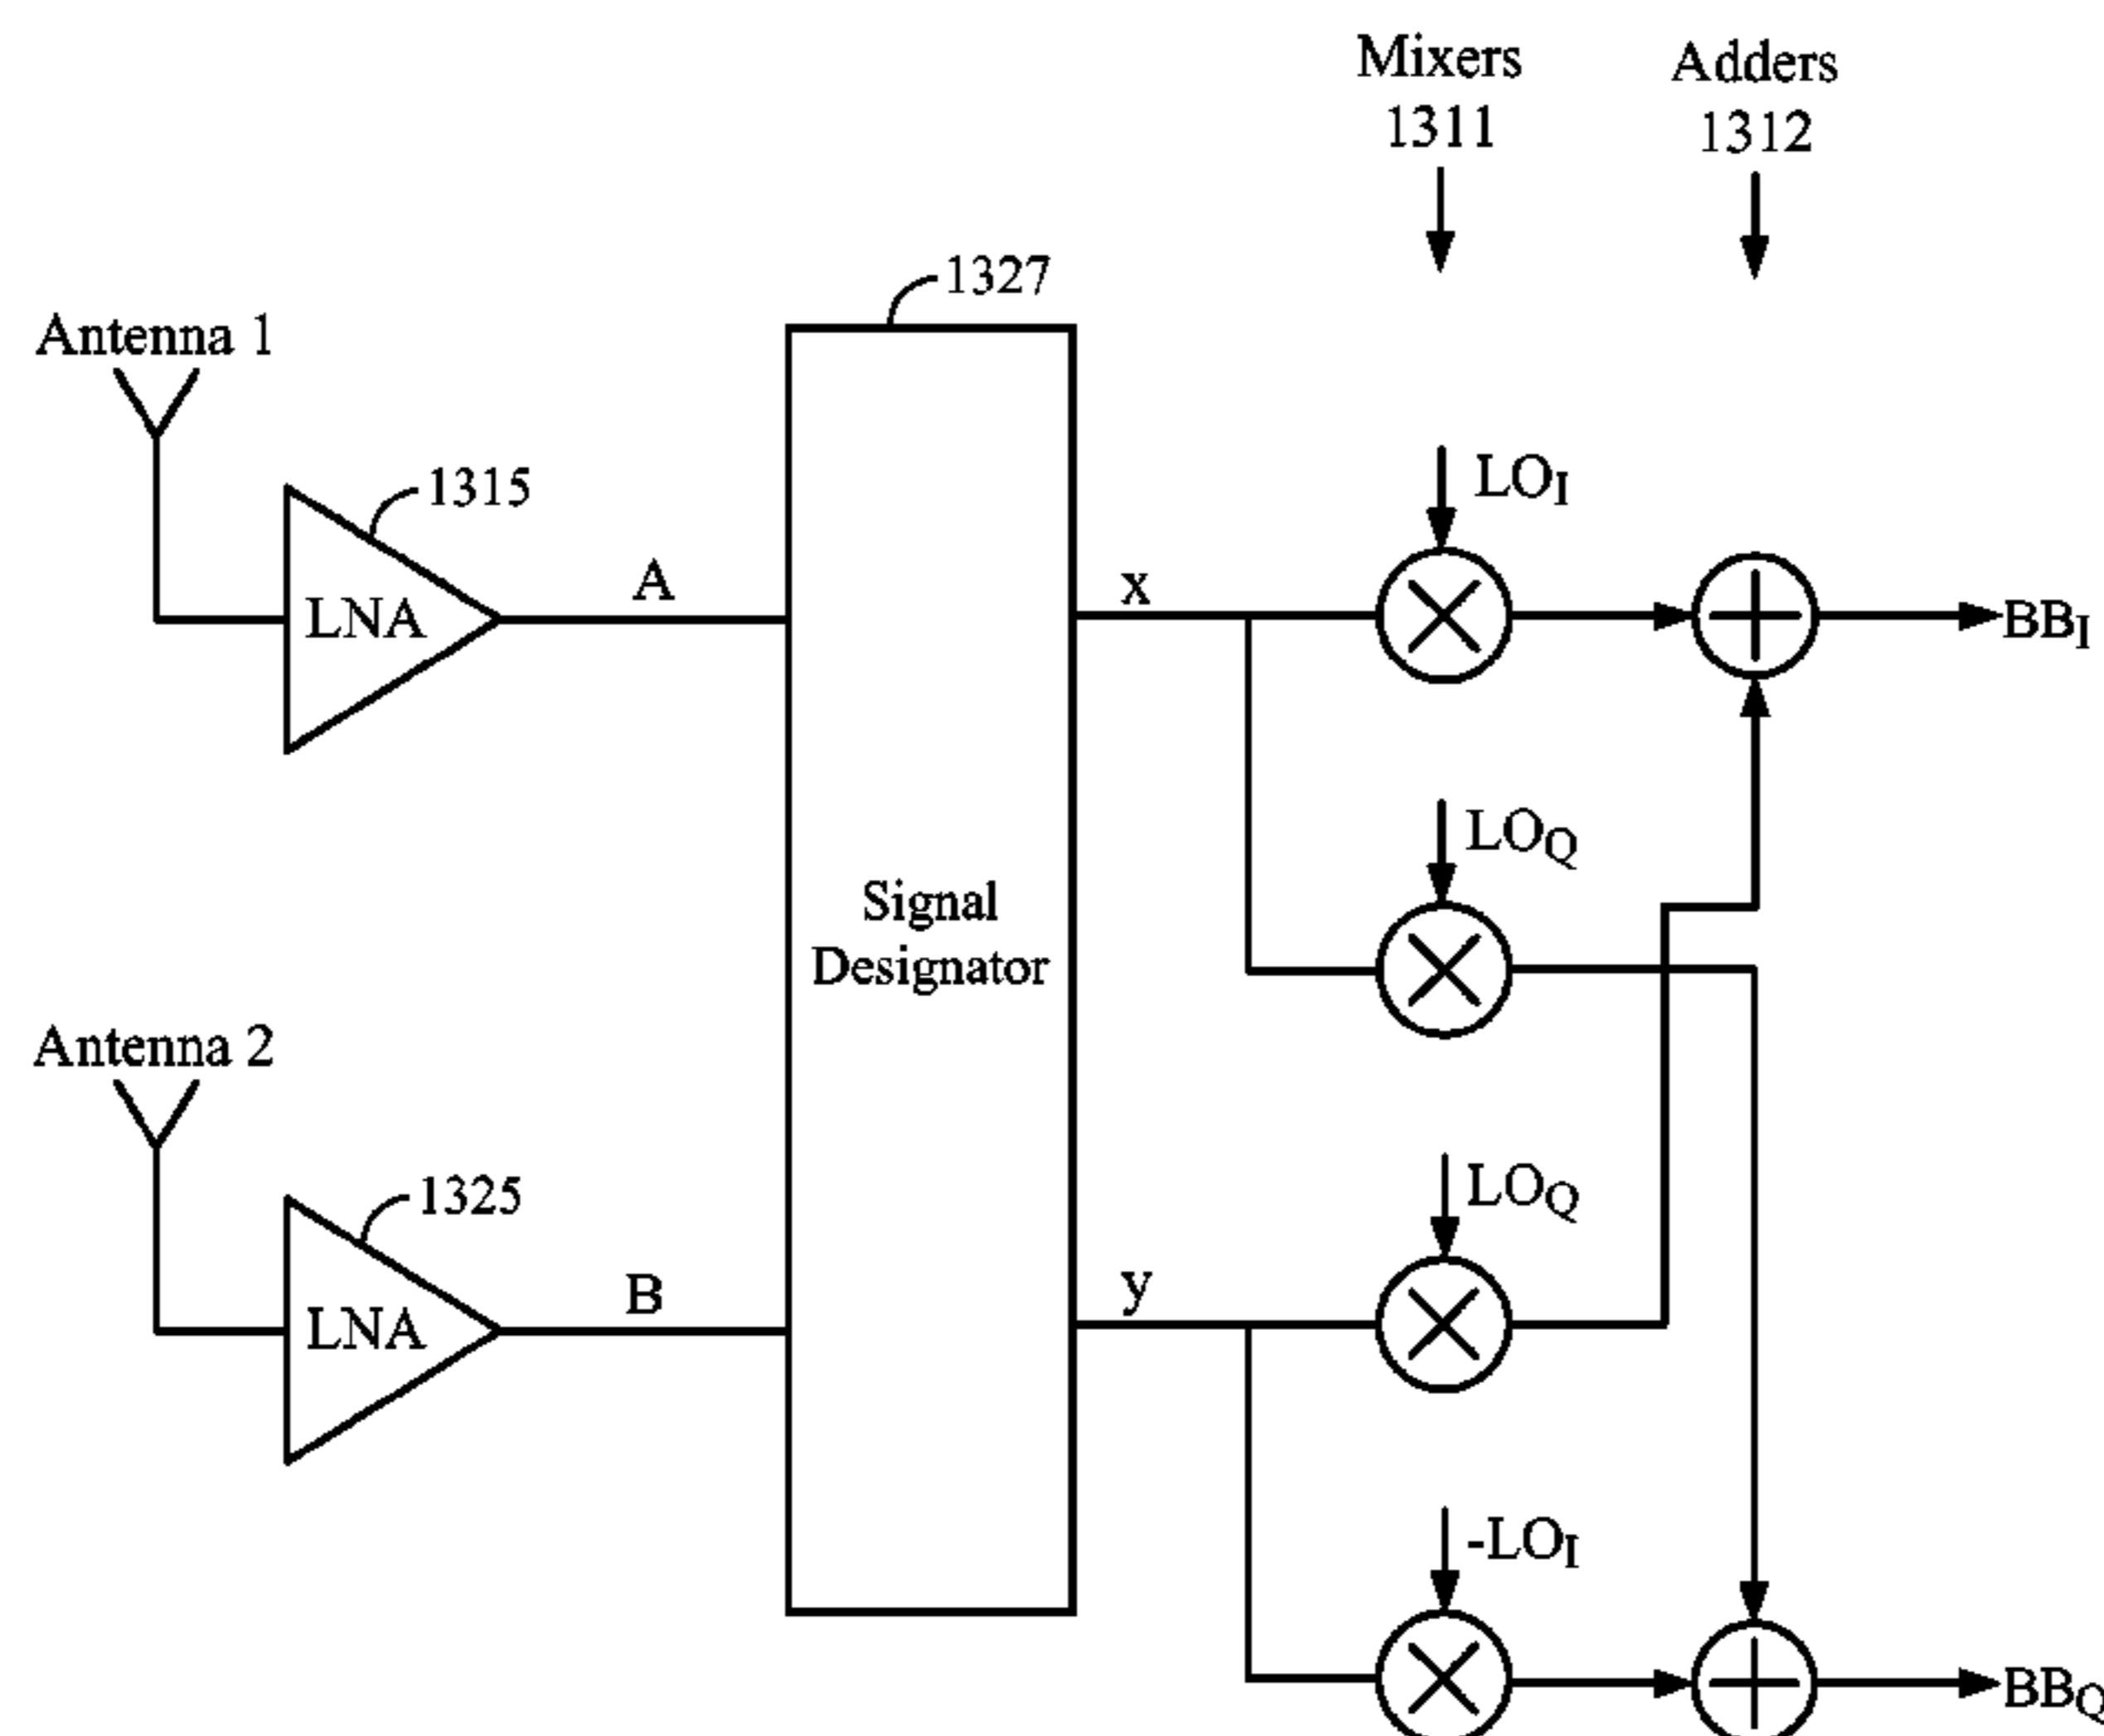 Mixers
1311
Adders
1312
1327
Antenna 1
1315
LNA
A
x
LO_I
BB_I
LO_Q
Signal
Designator
Antenna 2
1325
LNA
B
y
LO_Q
-LO_I
BB_Q